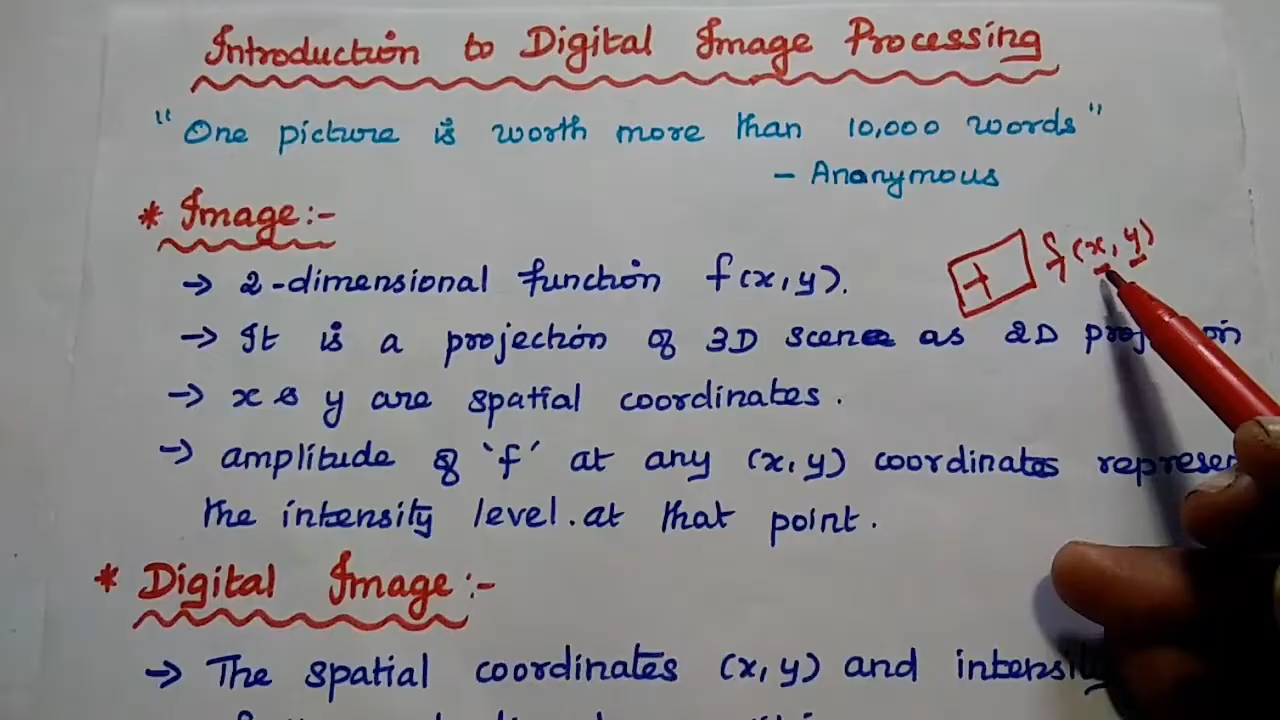 Introduction to Digital Image Processing
"One picture is worth more than 10,000 words"
- Anonymous
* Image:-
→ 2-dimensional function f(x,y).
f(x,y)
→ It is a projection of 3D scene as 2D
→ x & y are spatial coordinates.
→ amplitude of 'f' at any (x,y) coordinates represen
the intensity level.at that point.
* Digital Image:-
→ The spatial coordinates (x,y) and intensity